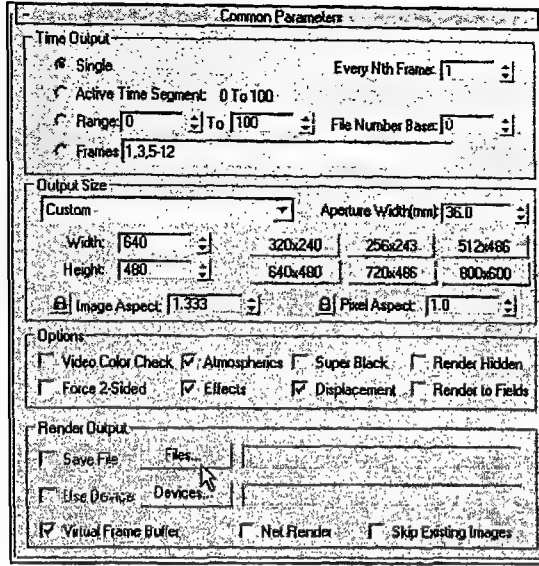 Common Parameters
Time Output
Single Every Nth Frame: 1
Active Time Segment: 0 To 100
Range: 0 To 100 File Number Base: 0
Frames 1,3,5-12
Output Size
Custom Aperture Width(mm): 36.0
Width: 640 320x240 256x243 512x486
Height: 480 640x480 720x486 800x600
Image Aspect: 1.333 Pixel Aspect: 1.0
Options
Video Color Check Atmospherics Super Black Render Hidden
Force 2-Sided Effects Displacement Render to Fields
Render Output
Save File Files...
Use Device Devices...
Virtual Frame Buffer Net Render Skip Existing Images